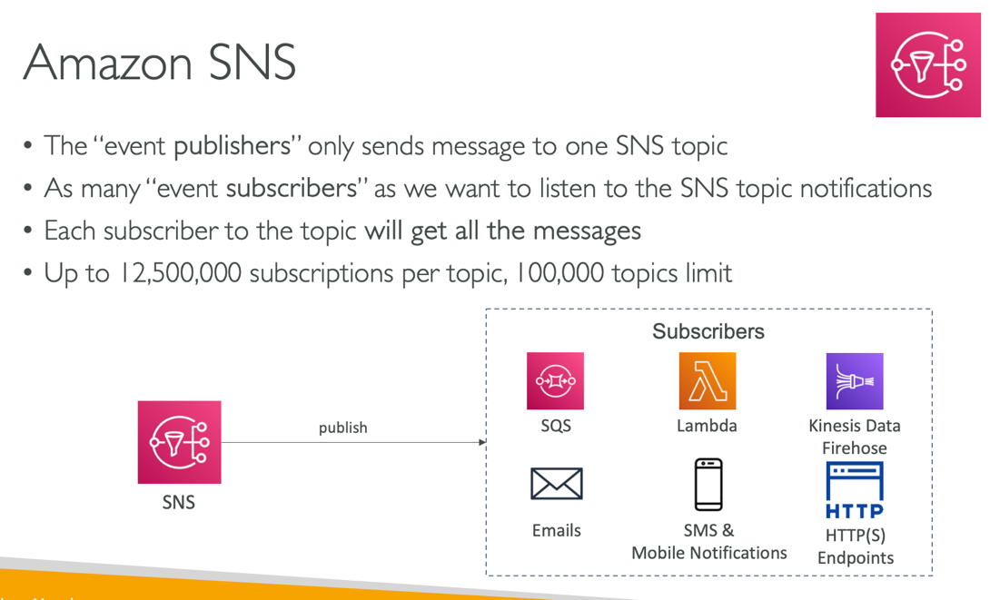 Amazon SNS
• The “event publishers” only sends message to one SNS topic
• As many “event subscribers” as we want to listen to the SNS topic notifications
• Each subscriber to the topic will get all the messages
• Up to 12,500,000 subscriptions per topic, 100,000 topics limit
Subscribers
SQS
Lambda
Kinesis Data
Firehose
publish
SNS
Emails
SMS &
Mobile Notifications
HTTP
HTTP(S)
Endpoints